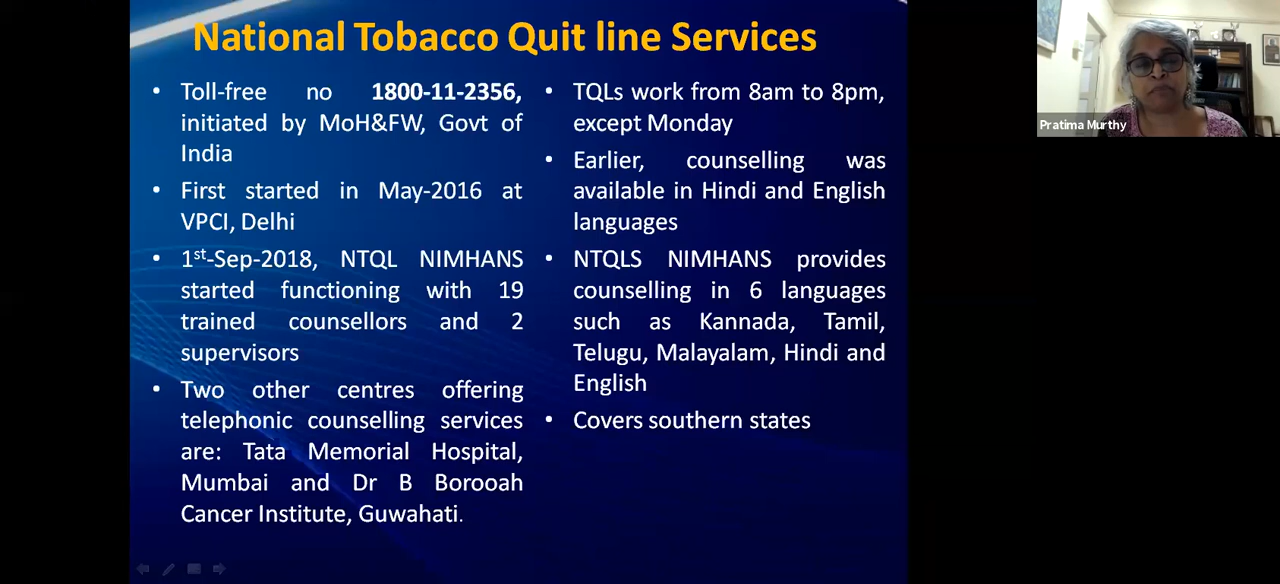 National Tobacco Quit line Services
• Toll-free no 1800-11-2356,
initiated by MoH&FW, Govt of
India
• First started in May-2016 at
VPCI, Delhi
• 1st-Sep-2018, NTQL NIMHANS
started functioning with 19
trained counsellors and 2
supervisors
• Two other centres offering
telephonic counselling services
are: Tata Memorial Hospital,
Mumbai and Dr B Borooah
Cancer Institute, Guwahati.
• TQLs work from 8am to 8pm,
except Monday
• Earlier, counselling was
available in Hindi and English
languages
• NTQLS NIMHANS provides
counselling in 6 languages
such as Kannada, Tamil,
Telugu, Malayalam, Hindi and
English
• Covers southern states
Pratima Murthy